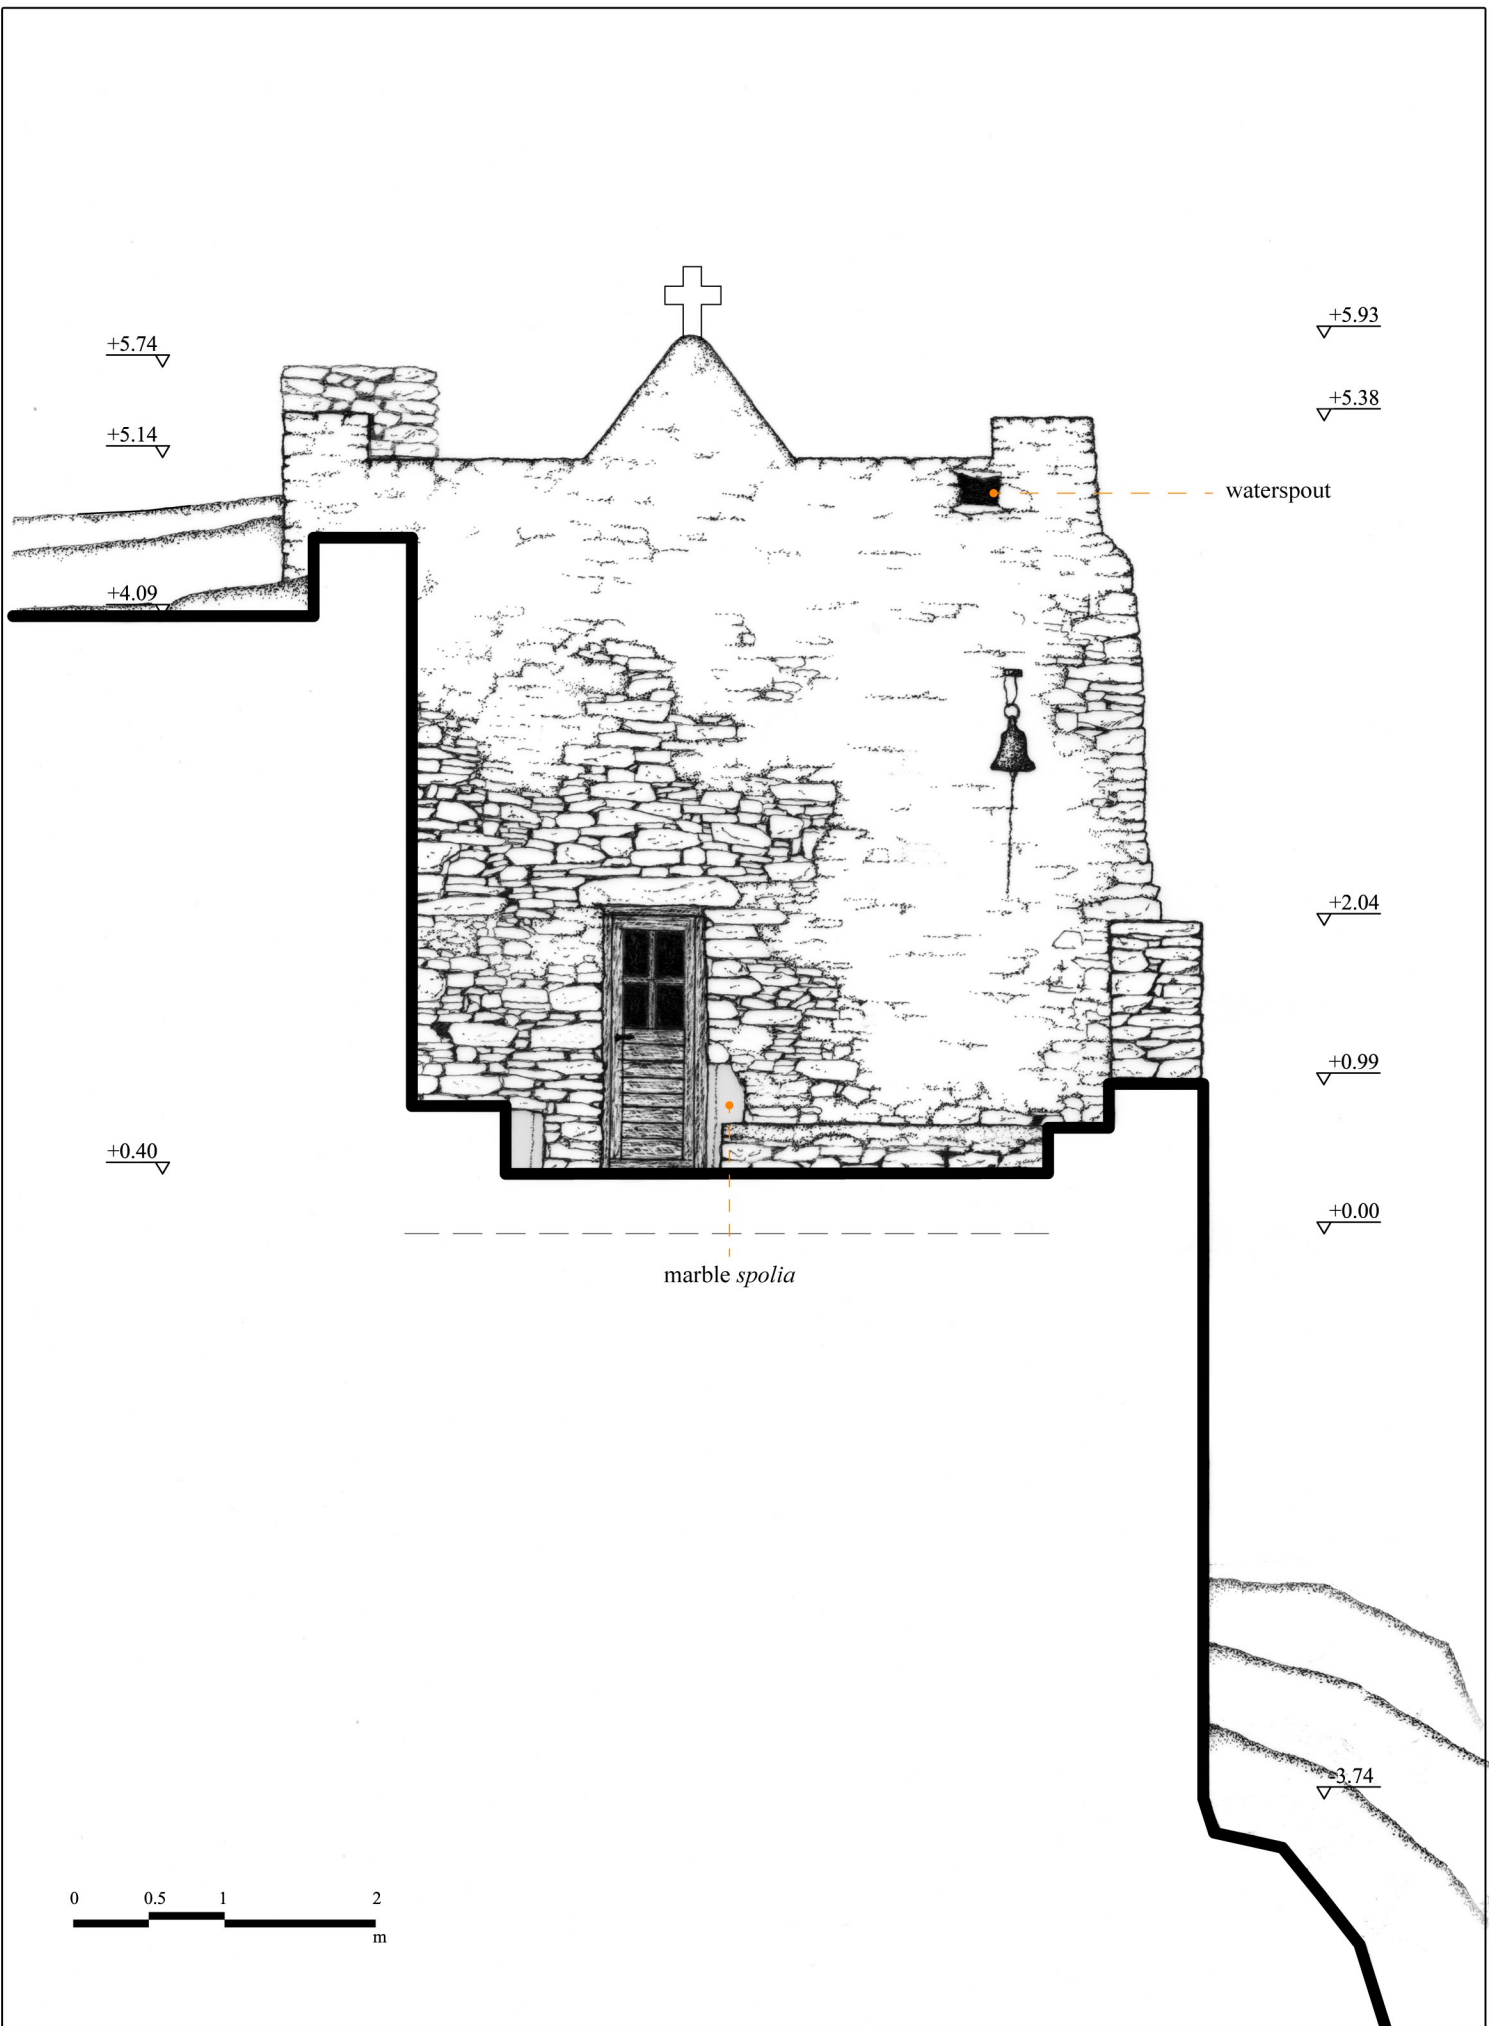 +5.93
+5.74
+5.38
+5.14
waterspout
+4.09
+2.04
+0.99
+0.40
+0.00
marble spolia
-3.74
0 0.5 1 2
m